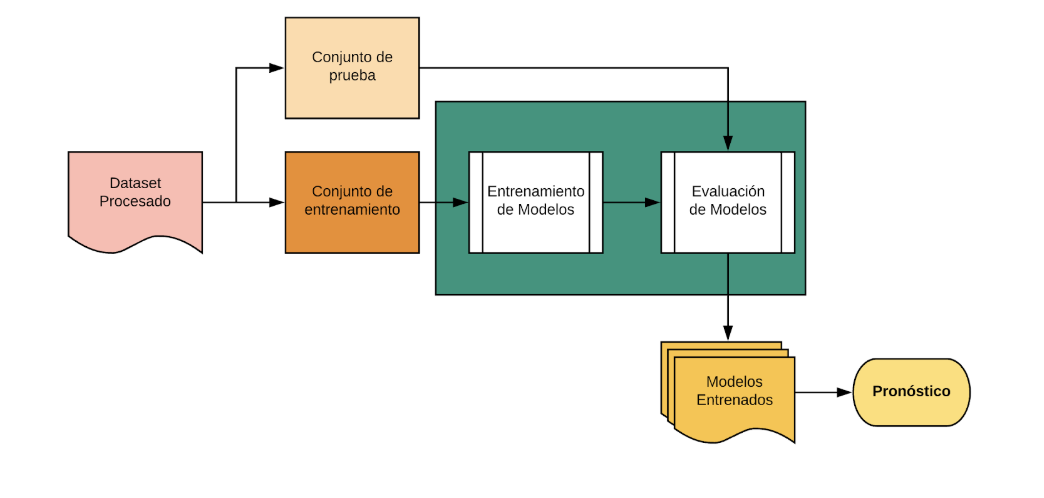 Conjunto de
prueba
Dataset
Procesado
Conjunto de
entrenamiento
Entrenamiento
de Modelos
Evaluación
de Modelos
Modelos
Entrenados
Pronóstico